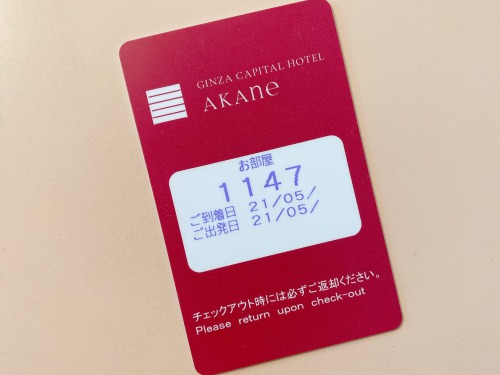 GINZA CAPITAL HOTEL
AKAne
お部屋
1147
ご到着日 21/05/
ご出発日 21/05/
チェックアウト時には必ずご返却ください。
Please return upon check-out